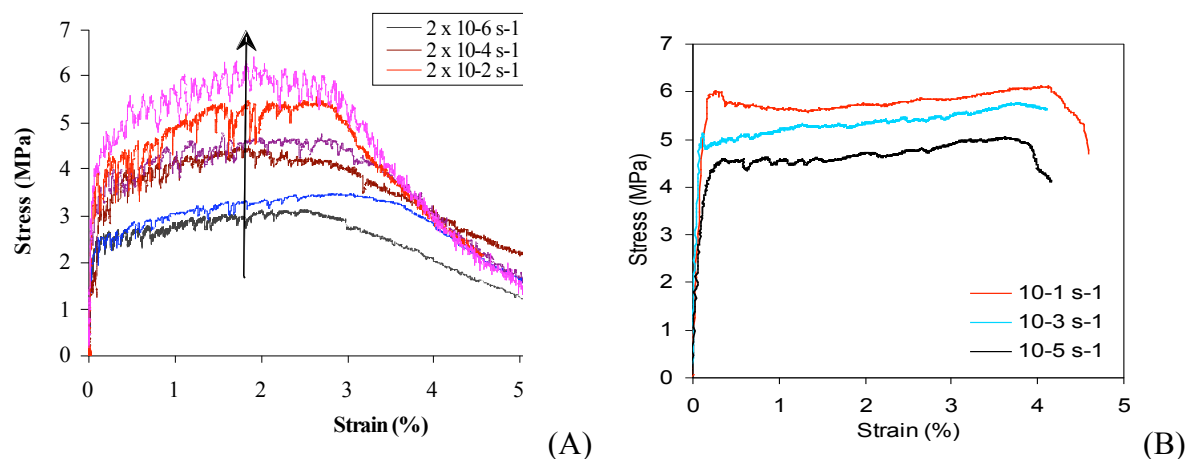 2 x 10-6 s-1
2 x 10-4 s-1
2 x 10-2 s-1
7
6
5
4
3
2
1
0
Stress (MPa)
0 1 2 3 4 5
Strain (%)
(A)
7
6
5
4
3
2
1
0
Stress (MPa)
10-1 s-1
10-3 s-1
10-5 s-1
0 1 2 3 4 5
Strain (%)
(B)